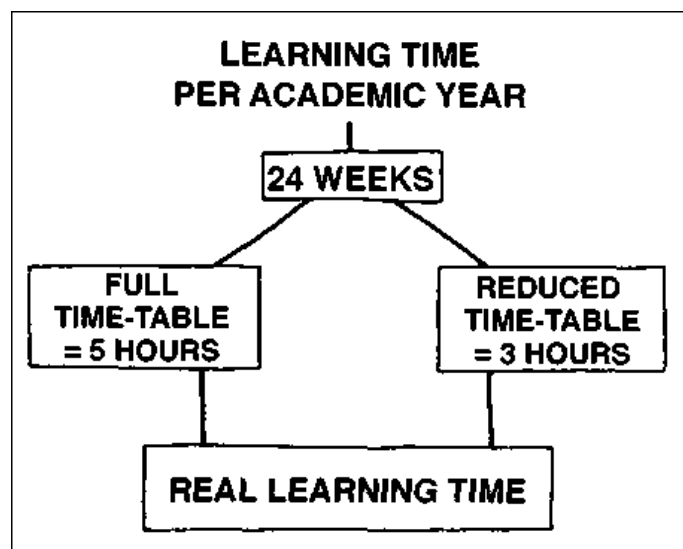 LEARNING TIME
PER ACADEMIC YEAR
24 WEEKS
FULL
TIME-TABLE
= 5 HOURS
REDUCED
TIME-TABLE
= 3 HOURS
REAL LEARNING TIME